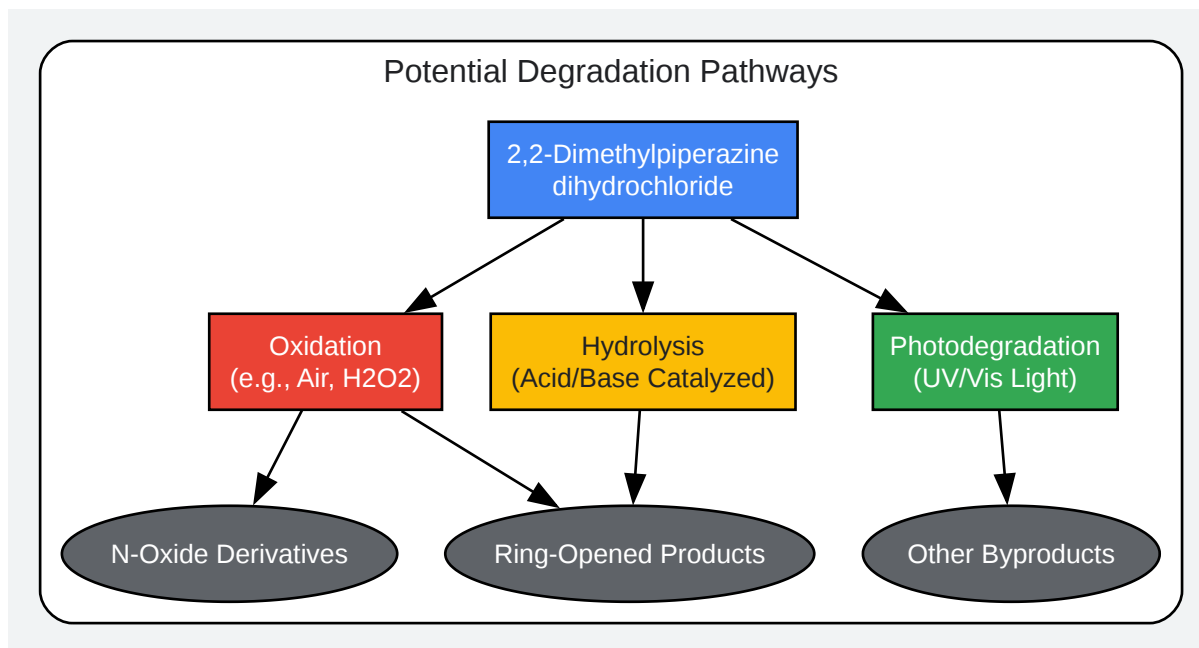 Potential Degradation Pathways
2,2-Dimethylpiperazine
dihydrochloride
Oxidation
(e.g., Air, H2O2)
Hydrolysis
(Acid/Base Catalyzed)
Photodegradation
(UV/Vis Light)
N-Oxide Derivatives
Ring-Opened Products
Other Byproducts